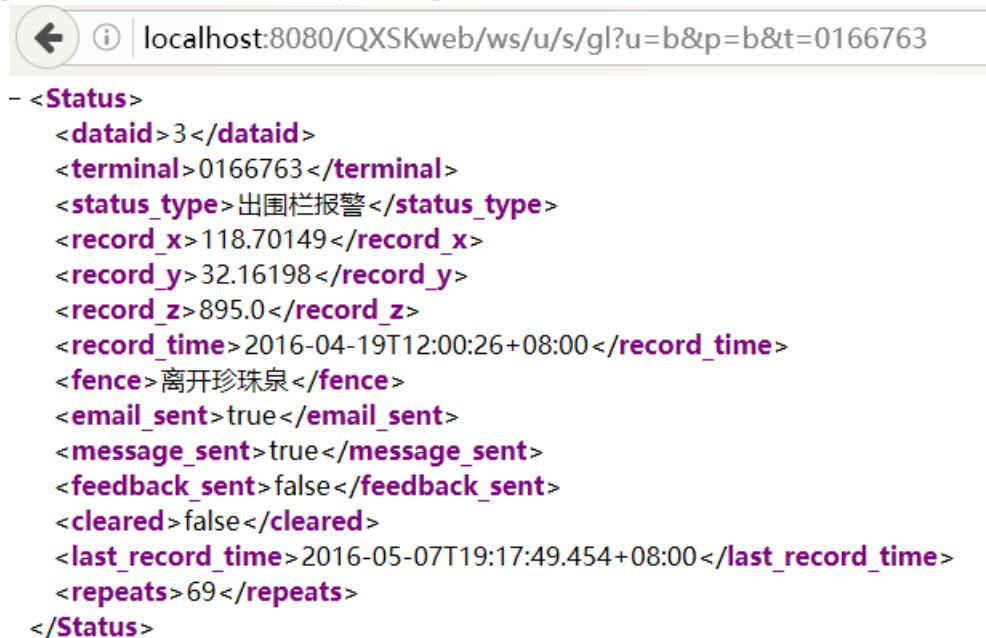 localhost:8080/QXSKweb/ws/u/s/gl?u=b&p=b&t=0166763
- <Status>
<dataid>3</dataid>
<terminal>0166763</terminal>
<status_type>出围栏报警</status_type>
<record_x>118.70149</record_x>
<record_y>32.16198</record_y>
<record_z>895.0</record_z>
<record_time>2016-04-19T12:00:26+08:00</record_time>
<fence>离开珍珠泉</fence>
<email_sent>true</email_sent>
<message_sent>true</message_sent>
<feedback_sent>false</feedback_sent>
<cleared>false</cleared>
<last_record_time>2016-05-07T19:17:49.454+08:00</last_record_time>
<repeats>69</repeats>
</Status>